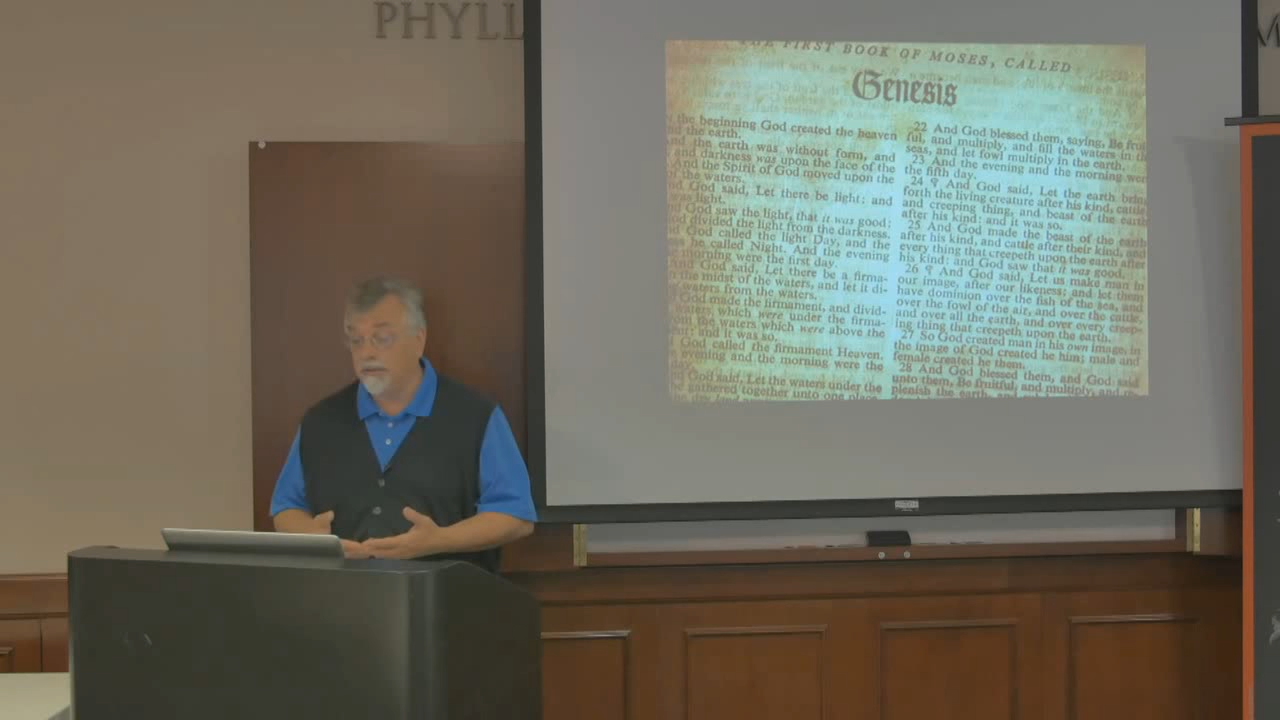 PHYLL
M
THE FIRST BOOK OF MOSES, CALLED
Genesis
the beginning God created the heaven
nd the earth.
nd the earth was without form, and
and darkness was upon the face of the
And the Spirit of God moved upon the
of the waters.
d God said, Let there be light: and
was light.
d God saw the light, that it was good:
od divided the light from the darkness.
d God called the light Day, and the
ss he called Night. And the evening
e morning were the first day.
And God said, Let there be a firma-
n the midst of the waters, and let it di-
waters from the waters.
God made the firmament, and divid-
waters which were under the firma-
the waters which were above the
and it was so.
God called the firmament Heaven.
evening and the morning were the
God said, Let the waters under the
gathered together unto one place
22 And God blessed them, saying, Be fruit
ful, and multiply, and fill the waters in th
seas, and let fowl multiply in the earth.
23 And the evening and the morning were
the fifth day.
24 ¶ And God said, Let the earth bring
forth the living creature after his kind, cattle
and creeping thing, and beast of the earth
after his kind: and it was so.
25 And God made the beast of the earth
after his kind, and cattle after their kind, and
every thing that creepeth upon the earth after
his kind: and God saw that it was good.
26 ¶ And God said, Let us make man in
our image, after our likeness: and let them
have dominion over the fish of the sea, and
over the fowl of the air, and over the cattle,
and over all the earth, and over every creep-
ing thing that creepeth upon the earth.
27 So God created man in his own image, in
the image of God created he him; male and
female created he them.
28 And God blessed them, and God said
unto them, Be fruitful, and multiply, and re
plenish the earth, and